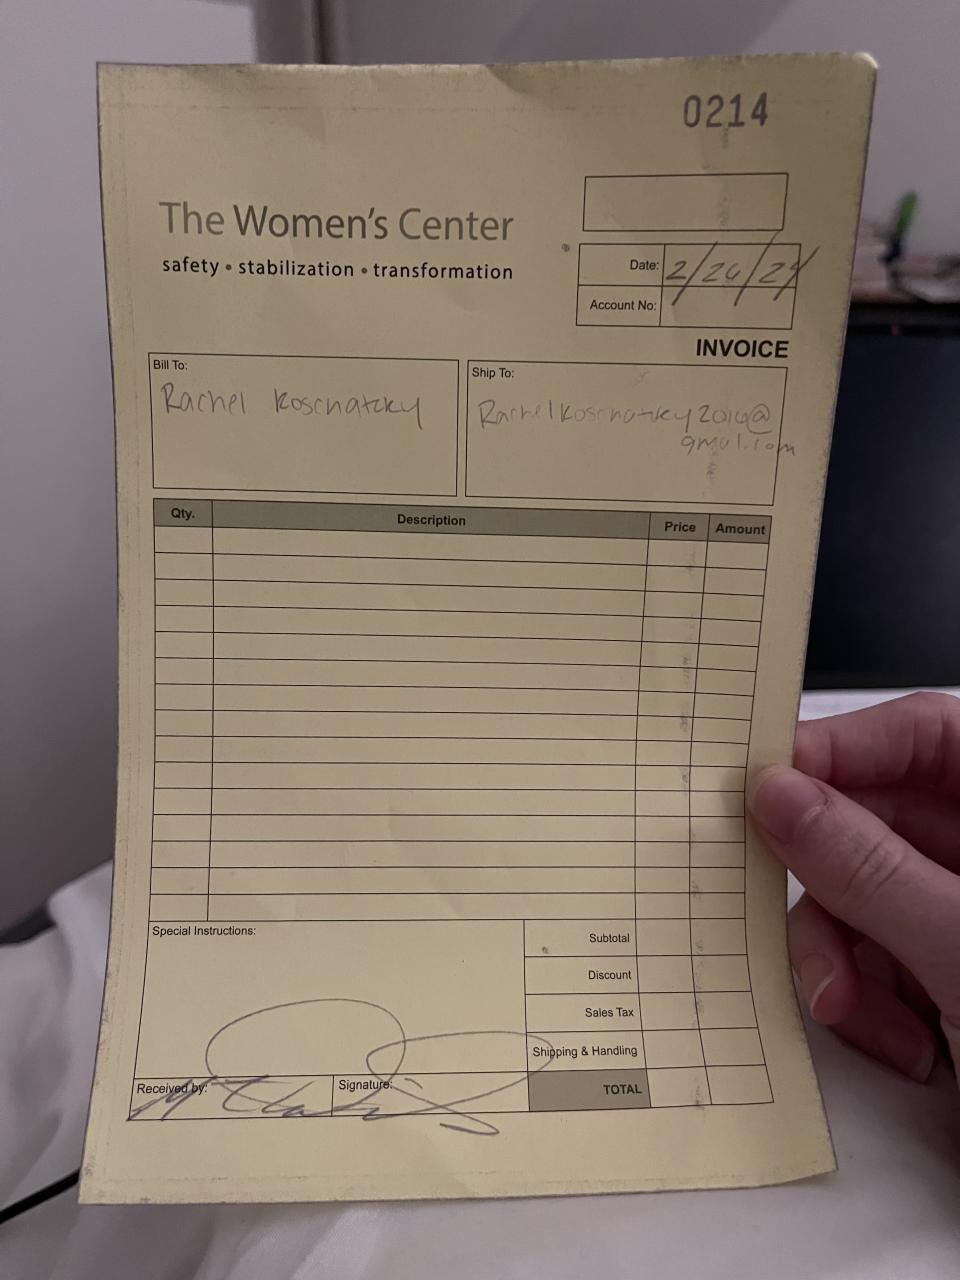 0214
The Women's Center
safety • stabilization • transformation
Date: 2/26/24
Account No:
INVOICE
Bill To:
Rachel Koschatzky
Ship To:
Rachelkoschatzky2016@
gmail.com
Qty. Description Price Amount
Special Instructions:
Subtotal
Discount
Sales Tax
Shipping & Handling
TOTAL
Received by:
Signature: